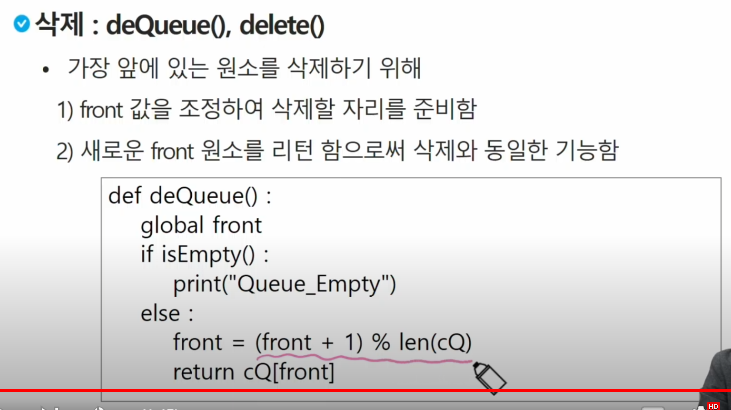 삭제 : deQueue(), delete()
• 가장 앞에 있는 원소를 삭제하기 위해
1) front 값을 조정하여 삭제할 자리를 준비함
2) 새로운 front 원소를 리턴 함으로써 삭제와 동일한 기능함
def deQueue() :
global front
if isEmpty() :
print("Queue_Empty")
else :
front = (front + 1) % len(cQ)
return cQ[front]
HD